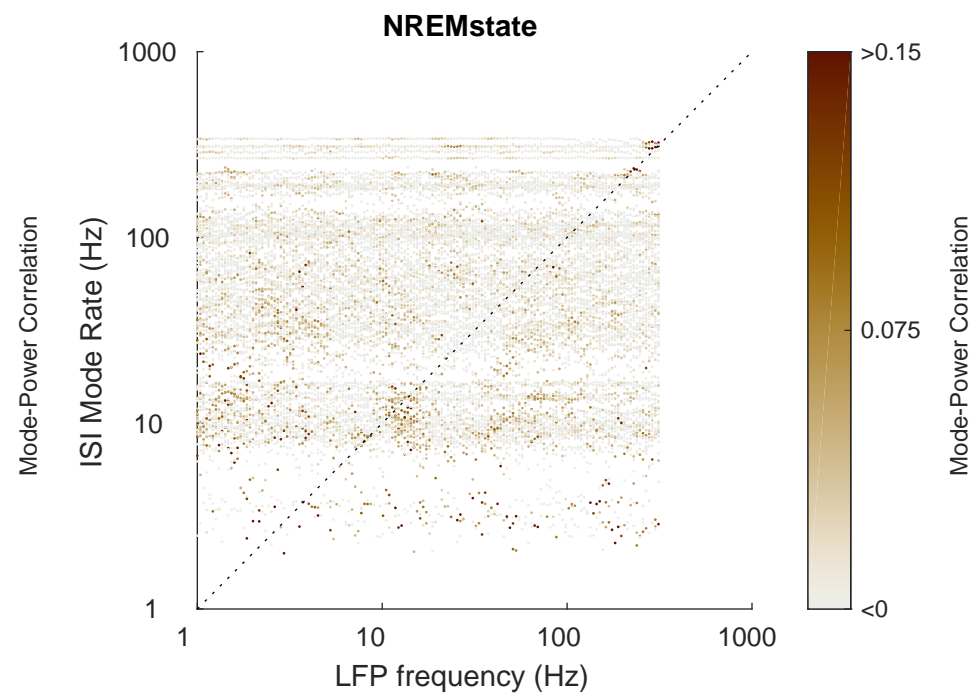 NREMstate
1000
100
10
1
1
10
100
1000
LFP frequency (Hz)
ISI Mode Rate (Hz)
Mode-Power Correlation
>0.15
0.075
<0
Mode-Power Correlation